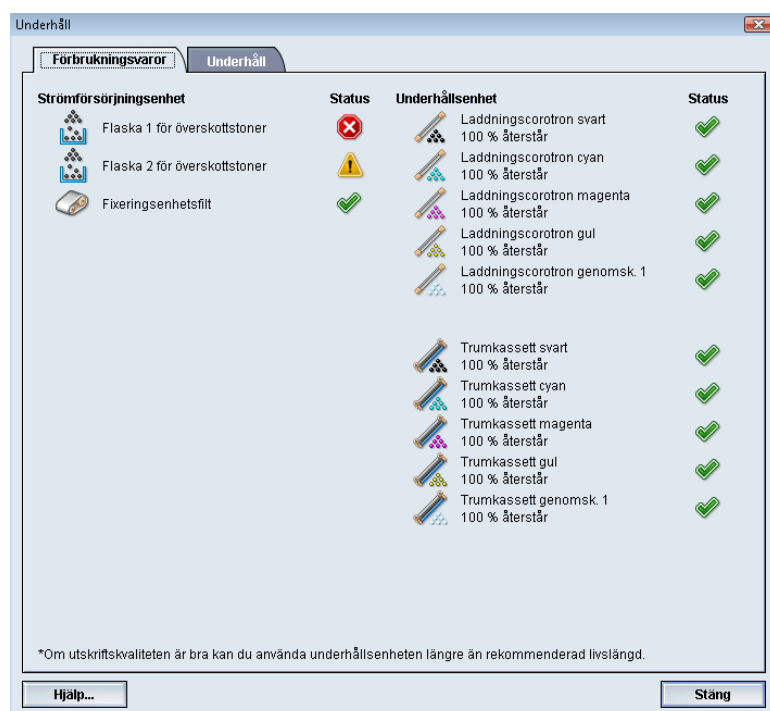 Underhåll
Förbrukningsvaror
Underhåll
Strömförsörjningsenhet Status
Flaska 1 för överskottstoner
Flaska 2 för överskottstoner
Fixeringsenhetsfilt
Underhållsenhet Status
Laddningscorotron svart
100 % återstår
Laddningscorotron cyan
100 % återstår
Laddningscorotron magenta
100 % återstår
Laddningscorotron gul
100 % återstår
Laddningscorotron genomsk. 1
100 % återstår
Trumkassett svart
100 % återstår
Trumkassett cyan
100 % återstår
Trumkassett magenta
100 % återstår
Trumkassett gul
100 % återstår
Trumkassett genomsk. 1
100 % återstår
*Om utskriftskvaliteten är bra kan du använda underhållsenheten längre än rekommenderad livslängd.
Hjälp...
Stäng